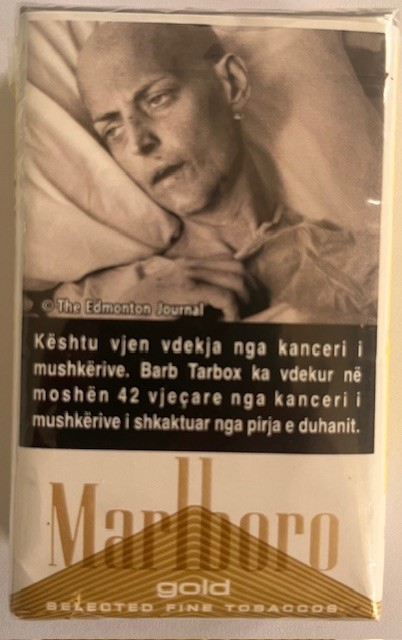 © The Edmonton Journal
Kështu vjen vdekja nga kanceri i
mushkërive. Barb Tarbox ka vdekur në
moshën 42 vjeçare nga kanceri i
mushkërive i shkaktuar nga pirja e duhanit.
Marlboro
gold
SELECTED FINE TOBACCOS